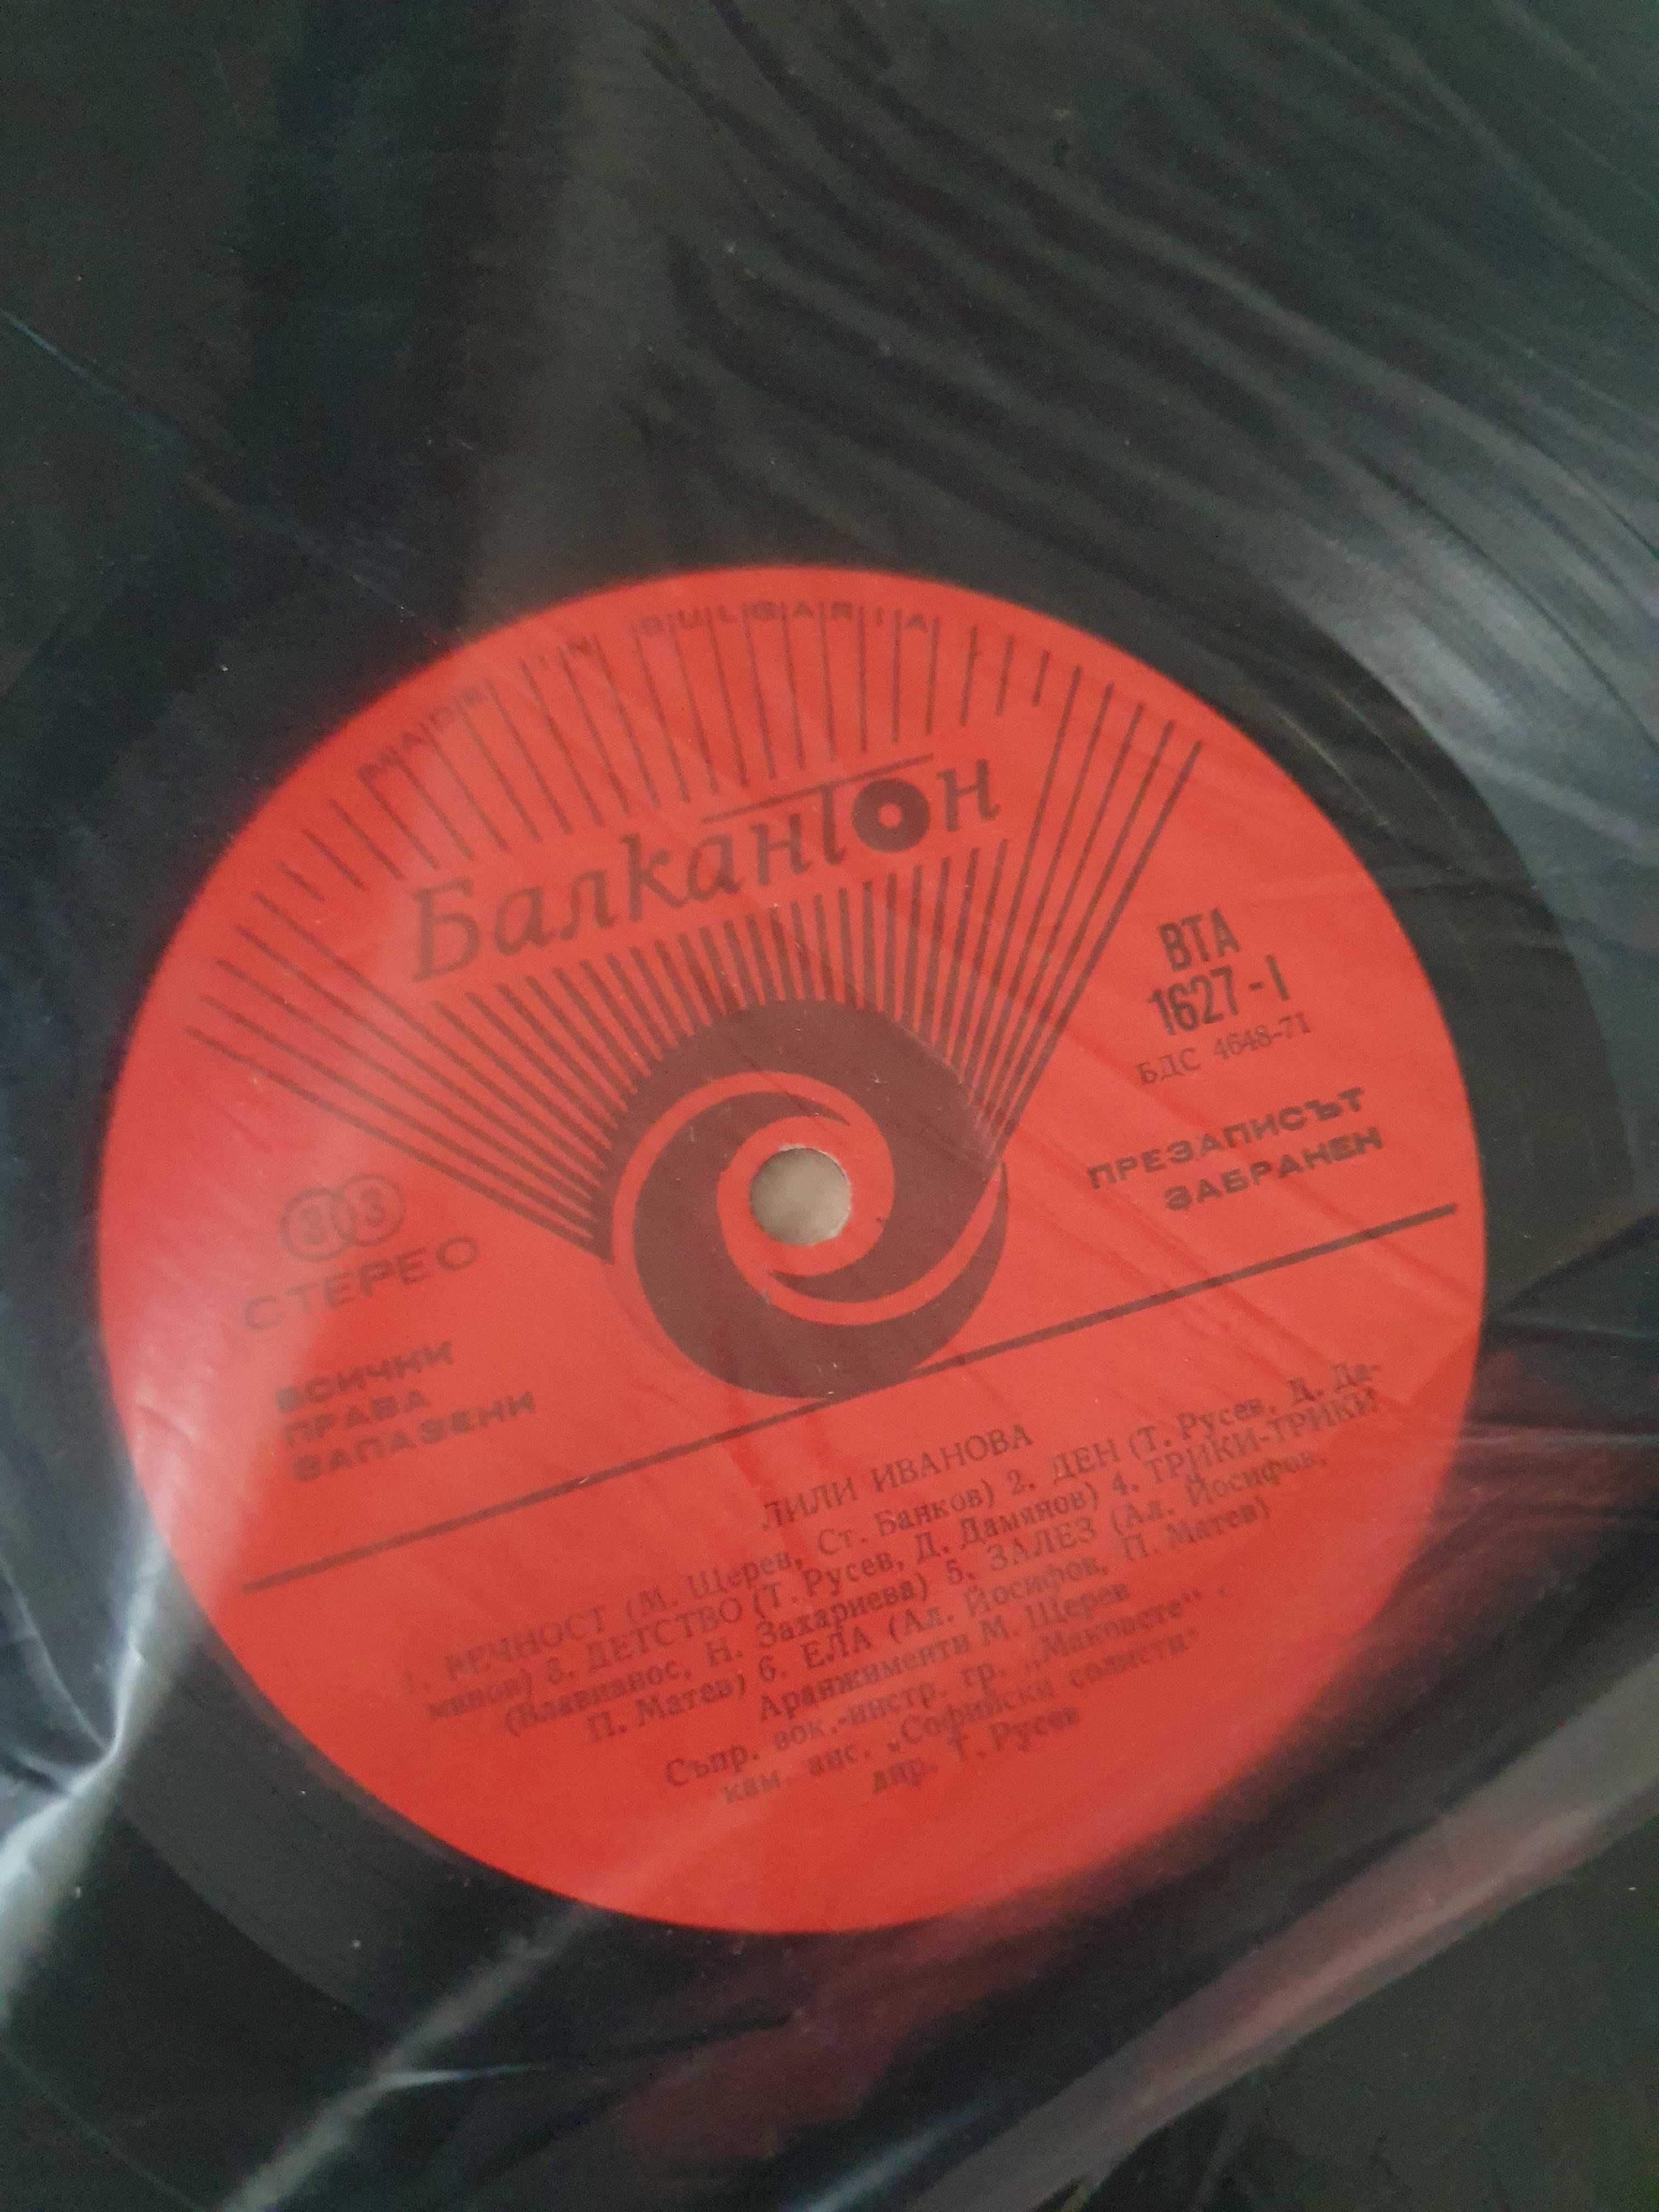 MADE IN BULGARIA
Балкантон
ВТА
1627-I
БДС 4648-71
ПРЕЗАПИСЪТ
ЗАБРАНЕН
33
СТЕРЕО
ВСИЧКИ
ПРАВА
ЗАПАЗЕНИ
ЛИЛИ ИВАНОВА
1. ВЕЧНОСТ (М. Щерев, Ст. Банков) 2. ДЕН (Т. Русев, Д. Да-
мянов) 3. ДЕТСТВО (Т. Русев, Д. Дамянов) 4. ТРИКИ-ТРИКИ
(Влавианос, Н. Захариева) 5. ЗАЛЕЗ (Ал. Йосифов,
П. Матев) 6. ЕЛА (Ал. Йосифов, П. Матев)
Аранжименти М. Щерев
Съпр. вок.-инстр. гр. „Маковете“
кам. анс. „Софийски солисти“
дир. Т. Русев